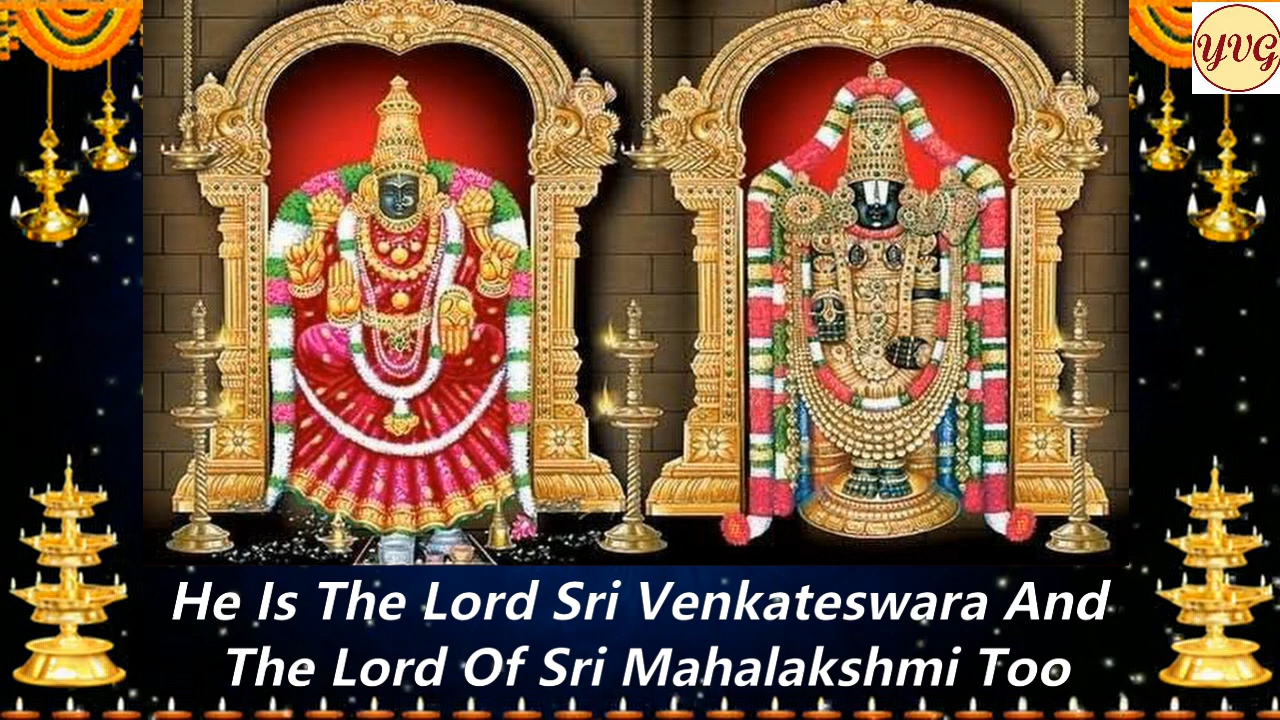 YVG
He Is The Lord Sri Venkateswara And
The Lord Of Sri Mahalakshmi Too